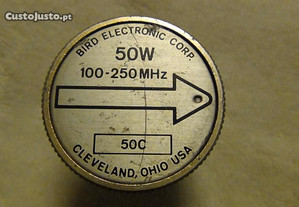 CustoJusto.pt
BIRD ELECTRONIC CORP.
50W
100-250MHz
50C
CLEVELAND, OHIO USA